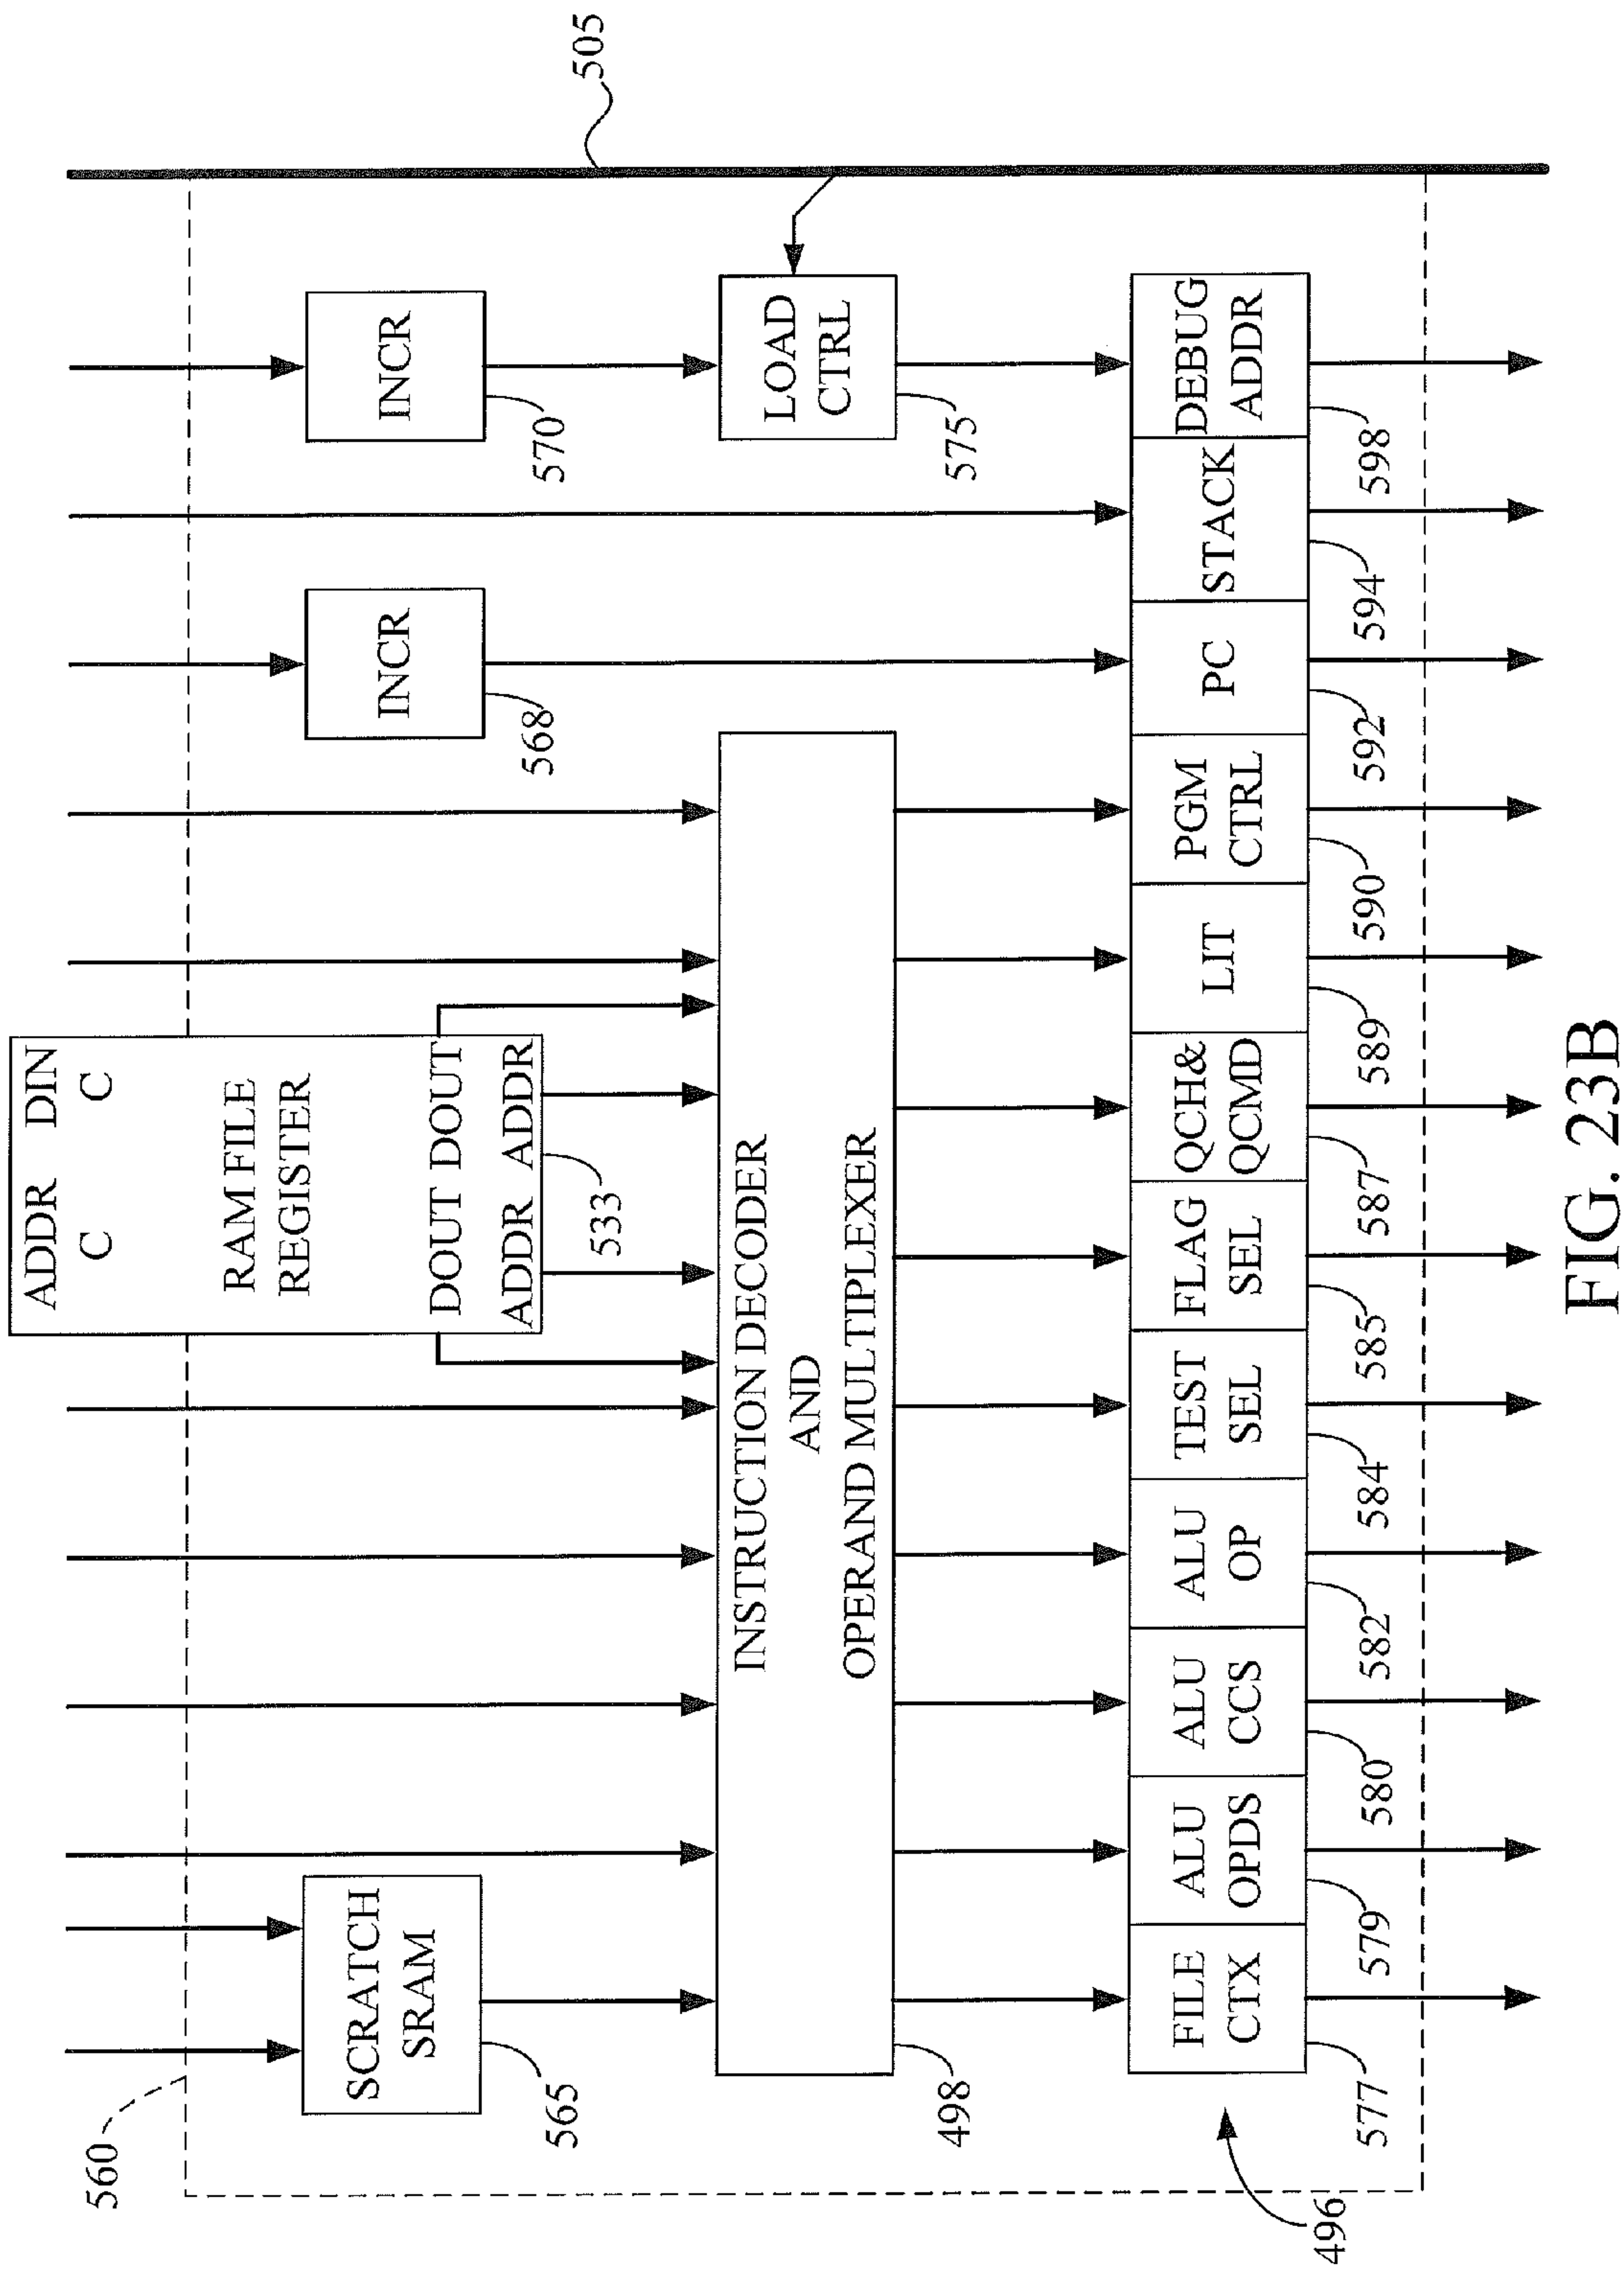 560
ADDR DIN
C C
RAM FILE
REGISTER
DOUT DOUT
ADDR ADDR
533
505
SCRATCH
SRAM
565
INCR
568
INCR
570
INSTRUCTION DECODER
AND
OPERAND MULTIPLEXER
498
LOAD
CTRL
575
496
FILE
CTX
577
ALU
OPDS
579
ALU
CCS
580
ALU
OP
582
TEST
SEL
584
FLAG
SEL
585
QCH&
QCMD
587
LIT
589
PGM
CTRL
590
PC
592
STACK
594
DEBUG
ADDR
598
FIG. 23B